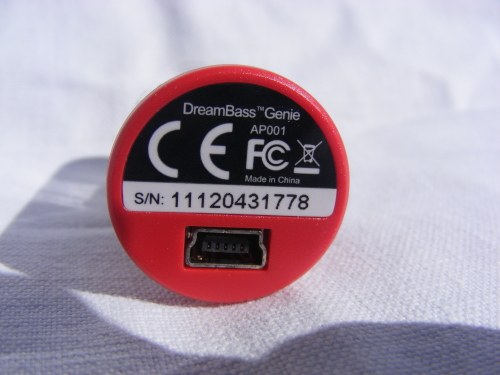 DreamBass™Genie
AP001
CE FC
Made in China
S/N: 11120431778